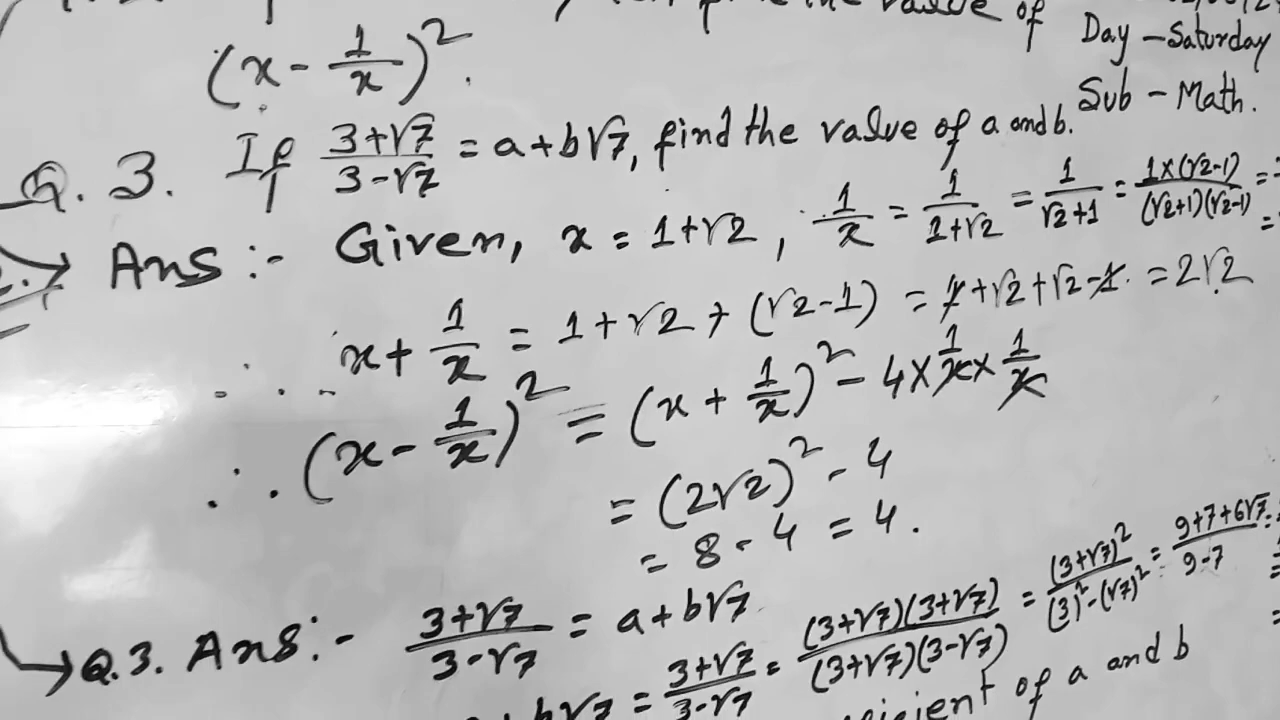 the value of
Day - Saturday
(x - 1/x)².
Sub - Math.
Q. 3. If (3+√7)/(3-√7) = a+b√7, find the value of a and b.
Ans :- Given, x = 1+√2, 1/x = 1/(1+√2) = 1/(√2+1) = (1×(√2-1))/((√2+1)(√2-1)) =
∴ x + 1/x = 1+√2 + (√2-1) = 1+√2+√2-1 = 2√2
∴ (x - 1/x)² = (x + 1/x)² - 4×1/x×1/x
= (2√2)² - 4
= 8 - 4 = 4.
Q.3. Ans :- (3+√7)/(3-√7) = a+b√7
b√7 = (3+√7)/(3-√7) = ((3+√7)(3+√7))/((3+√7)(3-√7)) = (3+√7)²/((3)²-(√7)²) = (9+7+6√7)/(9-7) =
of a and b